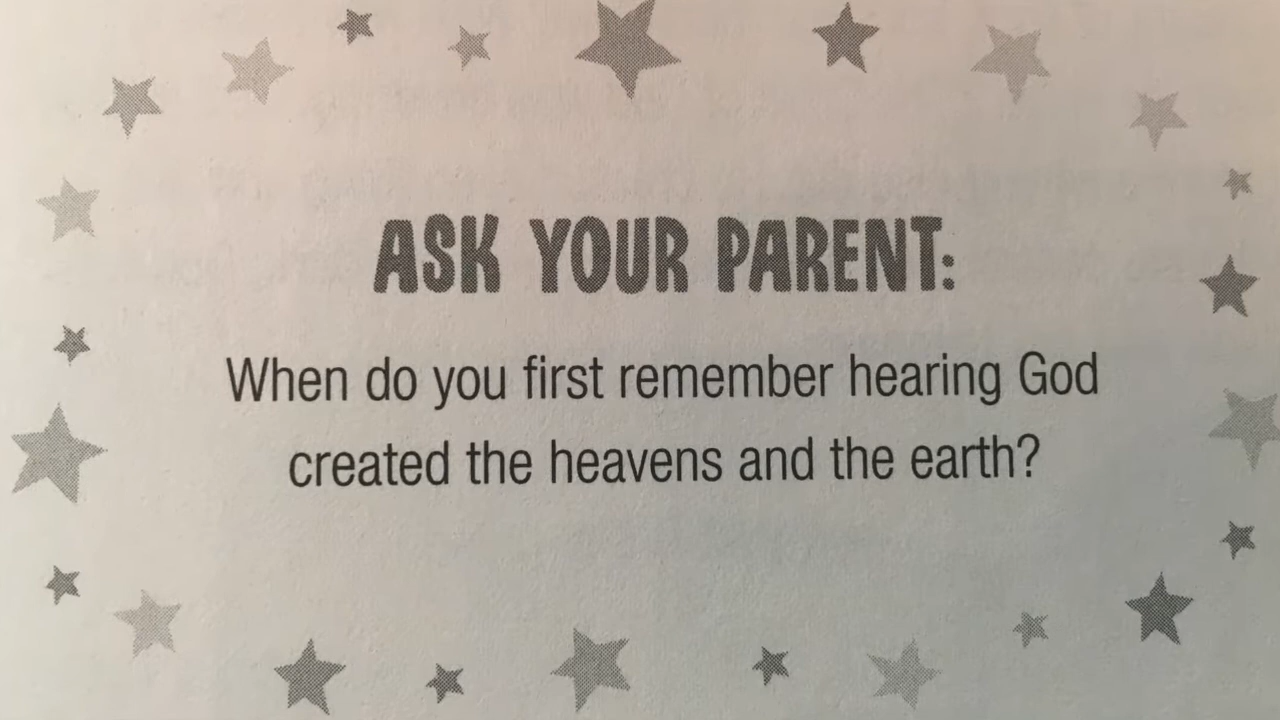 ASK YOUR PARENT:
When do you first remember hearing God
created the heavens and the earth?